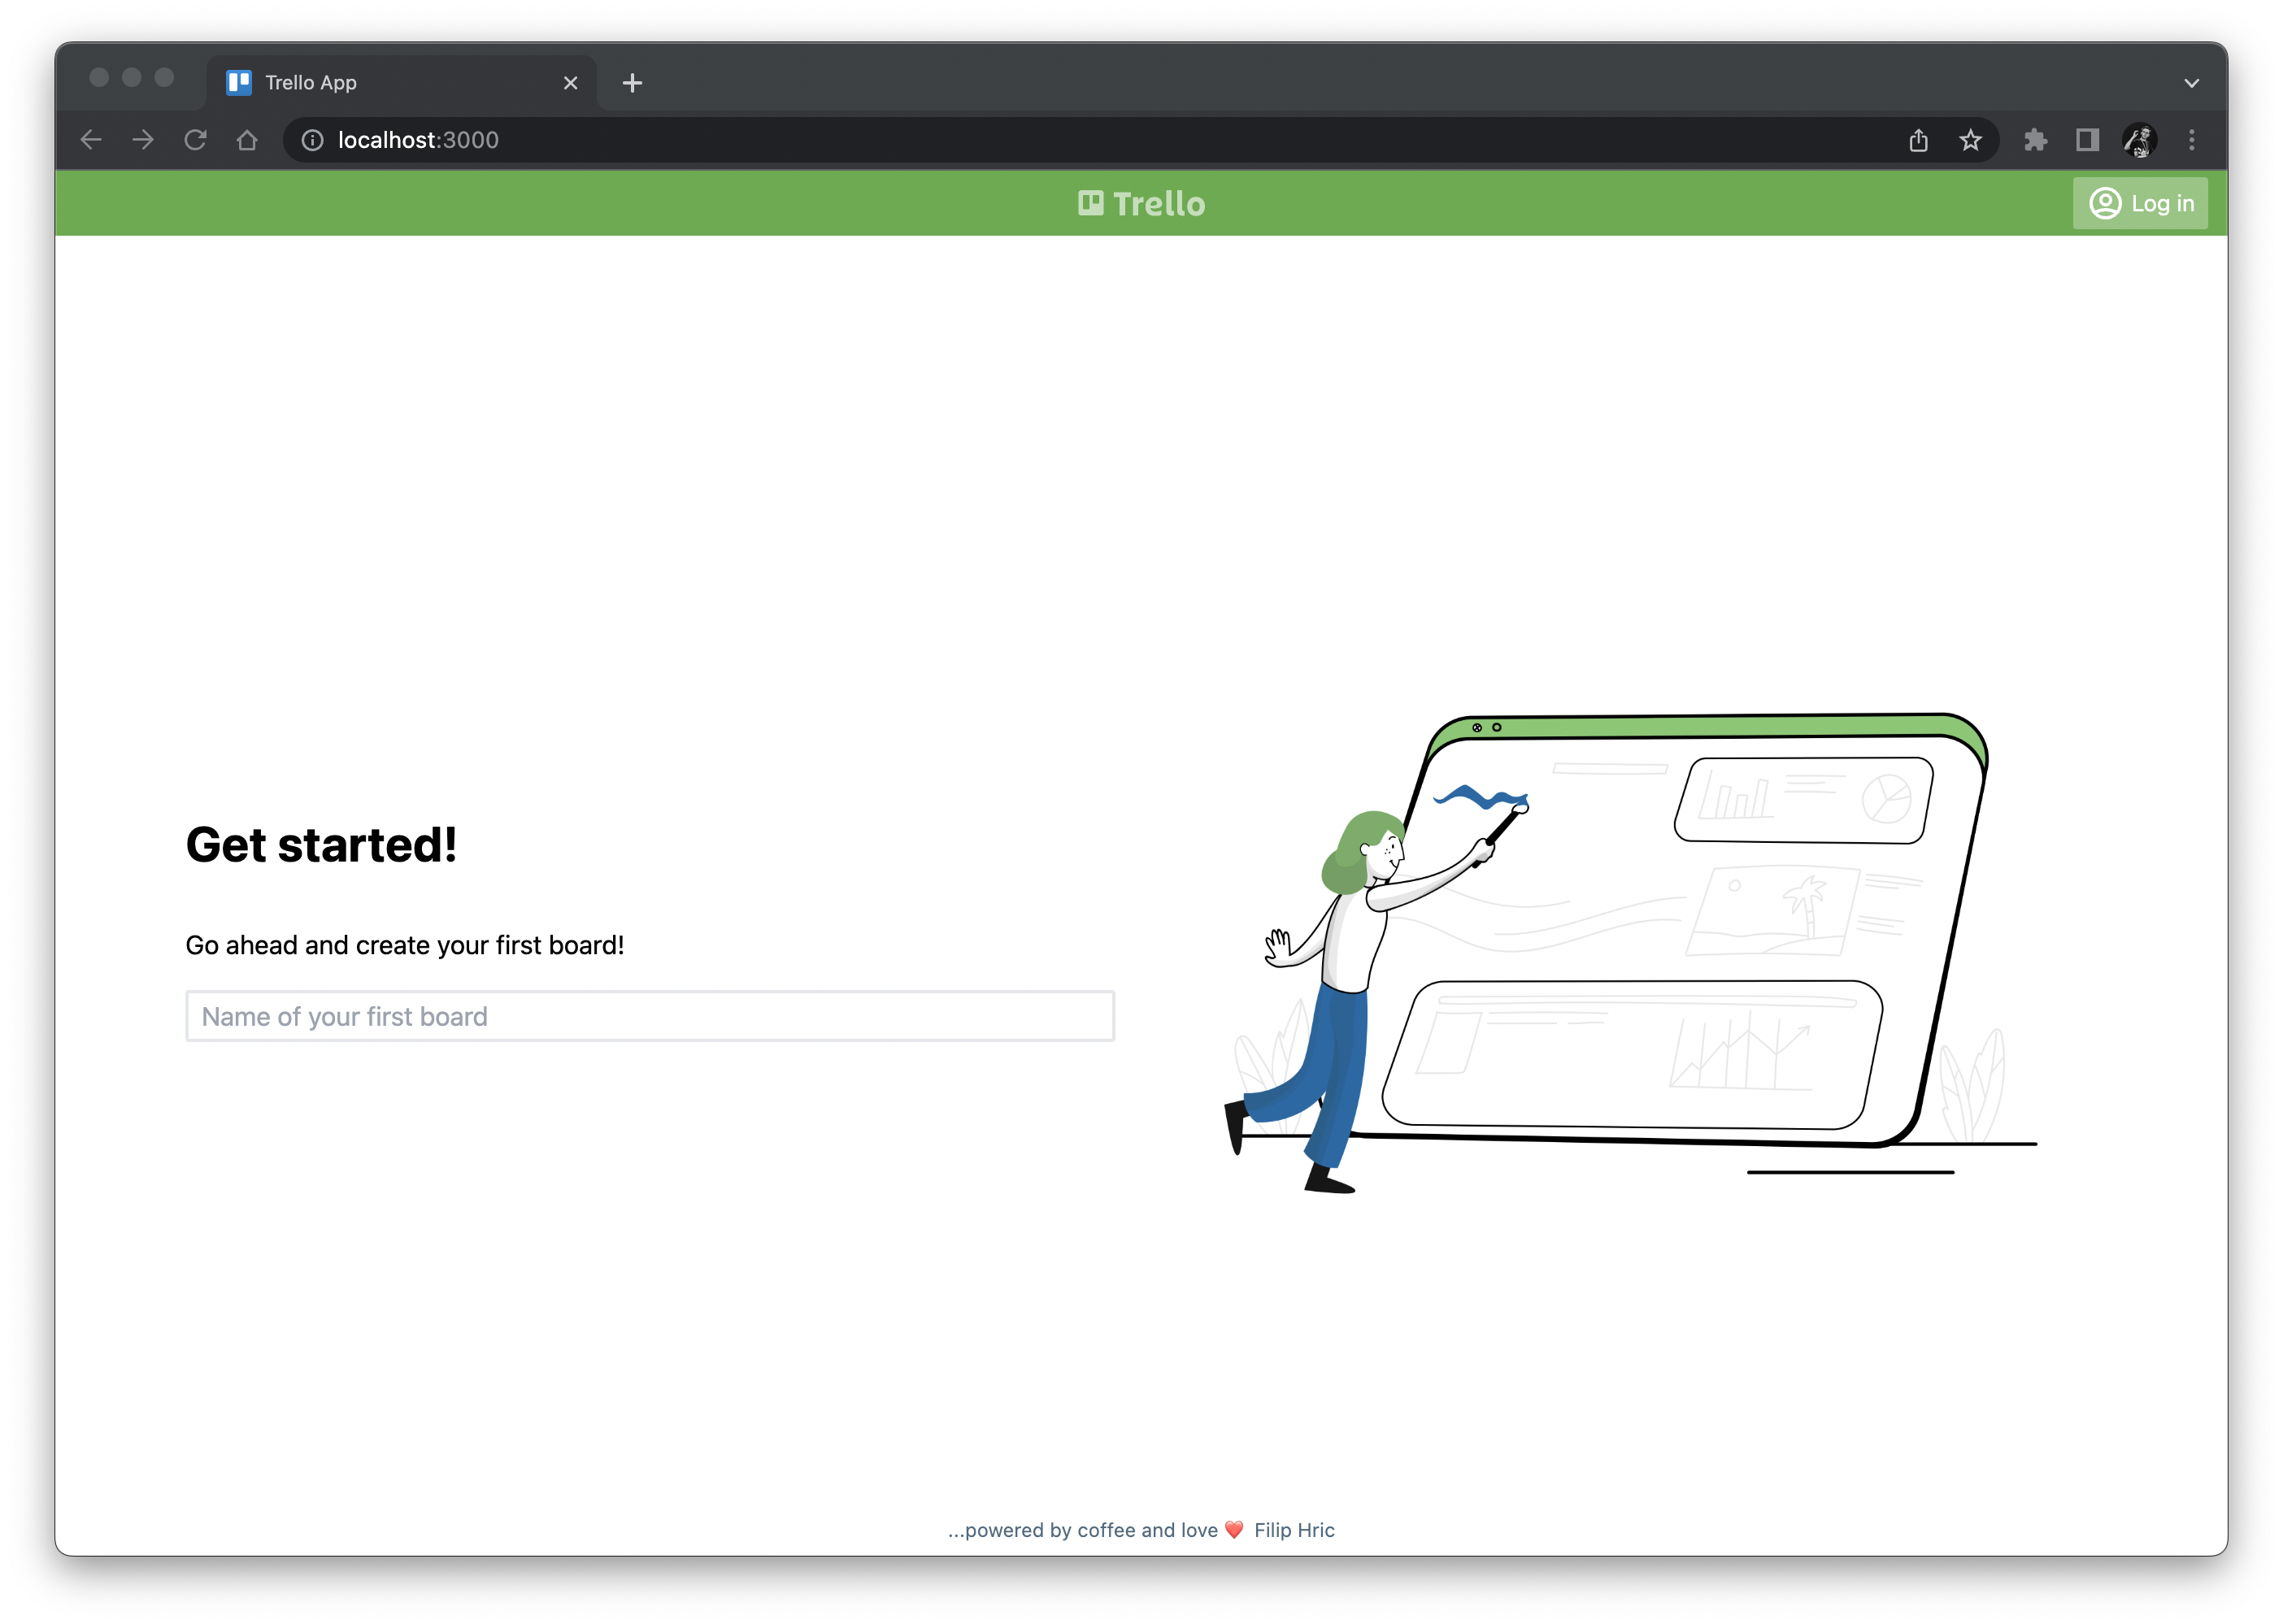 Trello App
localhost:3000
Trello
Log in
Get started!
Go ahead and create your first board!
Name of your first board
...powered by coffee and love ❤️ Filip Hric